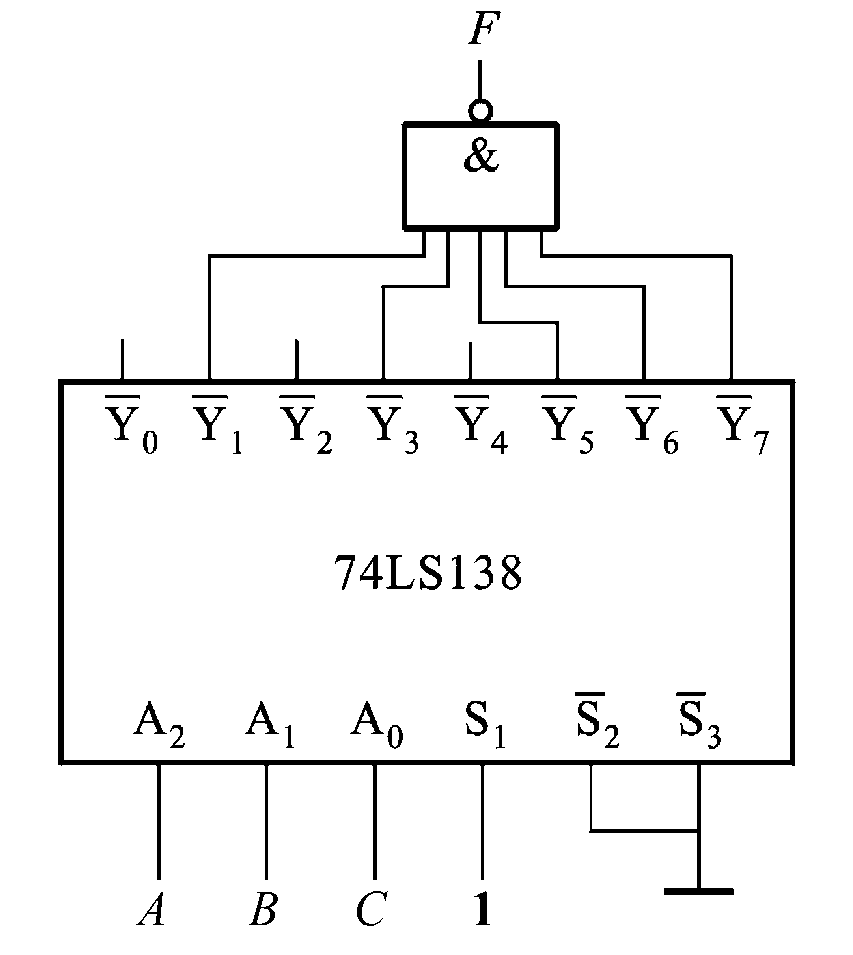 F
&
Y̅₀ Y̅₁ Y̅₂ Y̅₃ Y̅₄ Y̅₅ Y̅₆ Y̅₇
74LS138
A₂ A₁ A₀ S₁ S̅₂ S̅₃
A B C 1